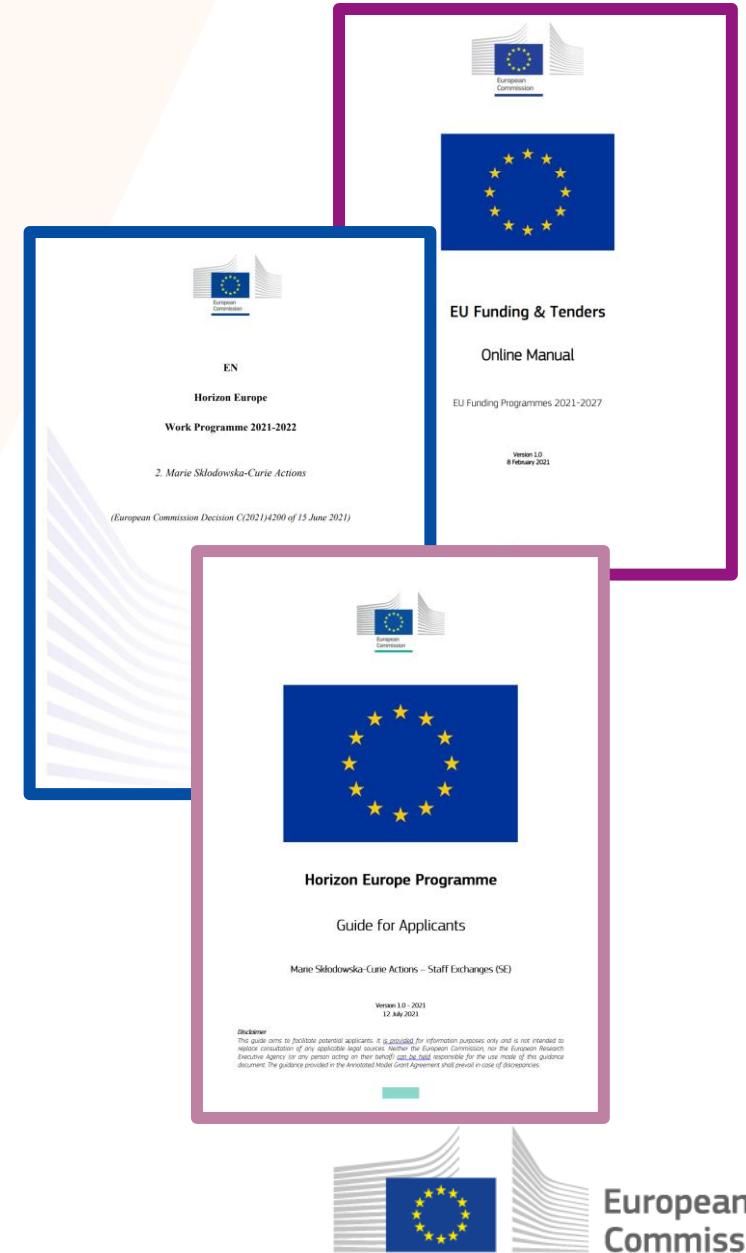 European
Commission
EU Funding & Tenders
Online Manual
EU Funding Programmes 2021-2027
Version 1.0
8 February 2021
European
Commission
EN
Horizon Europe
Work Programme 2021-2022
2. Marie Skłodowska-Curie Actions
(European Commission Decision C(2021)4200 of 15 June 2021)
European
Commission
Horizon Europe Programme
Guide for Applicants
Marie Skłodowska-Curie Actions – Staff Exchanges (SE)
Version 1.0 - 2021
12 July 2021
Disclaimer
This guide aims to facilitate potential applicants. It is provided for information purposes only and is not intended to
replace consultation of any applicable legal sources. Neither the European Commission, nor the European Research
Executive Agency (or any person acting on their behalf) can be held responsible for the use made of this guidance
document. The guidance provided in the Annotated Model Grant Agreement shall prevail in case of discrepancies.
European
Commiss